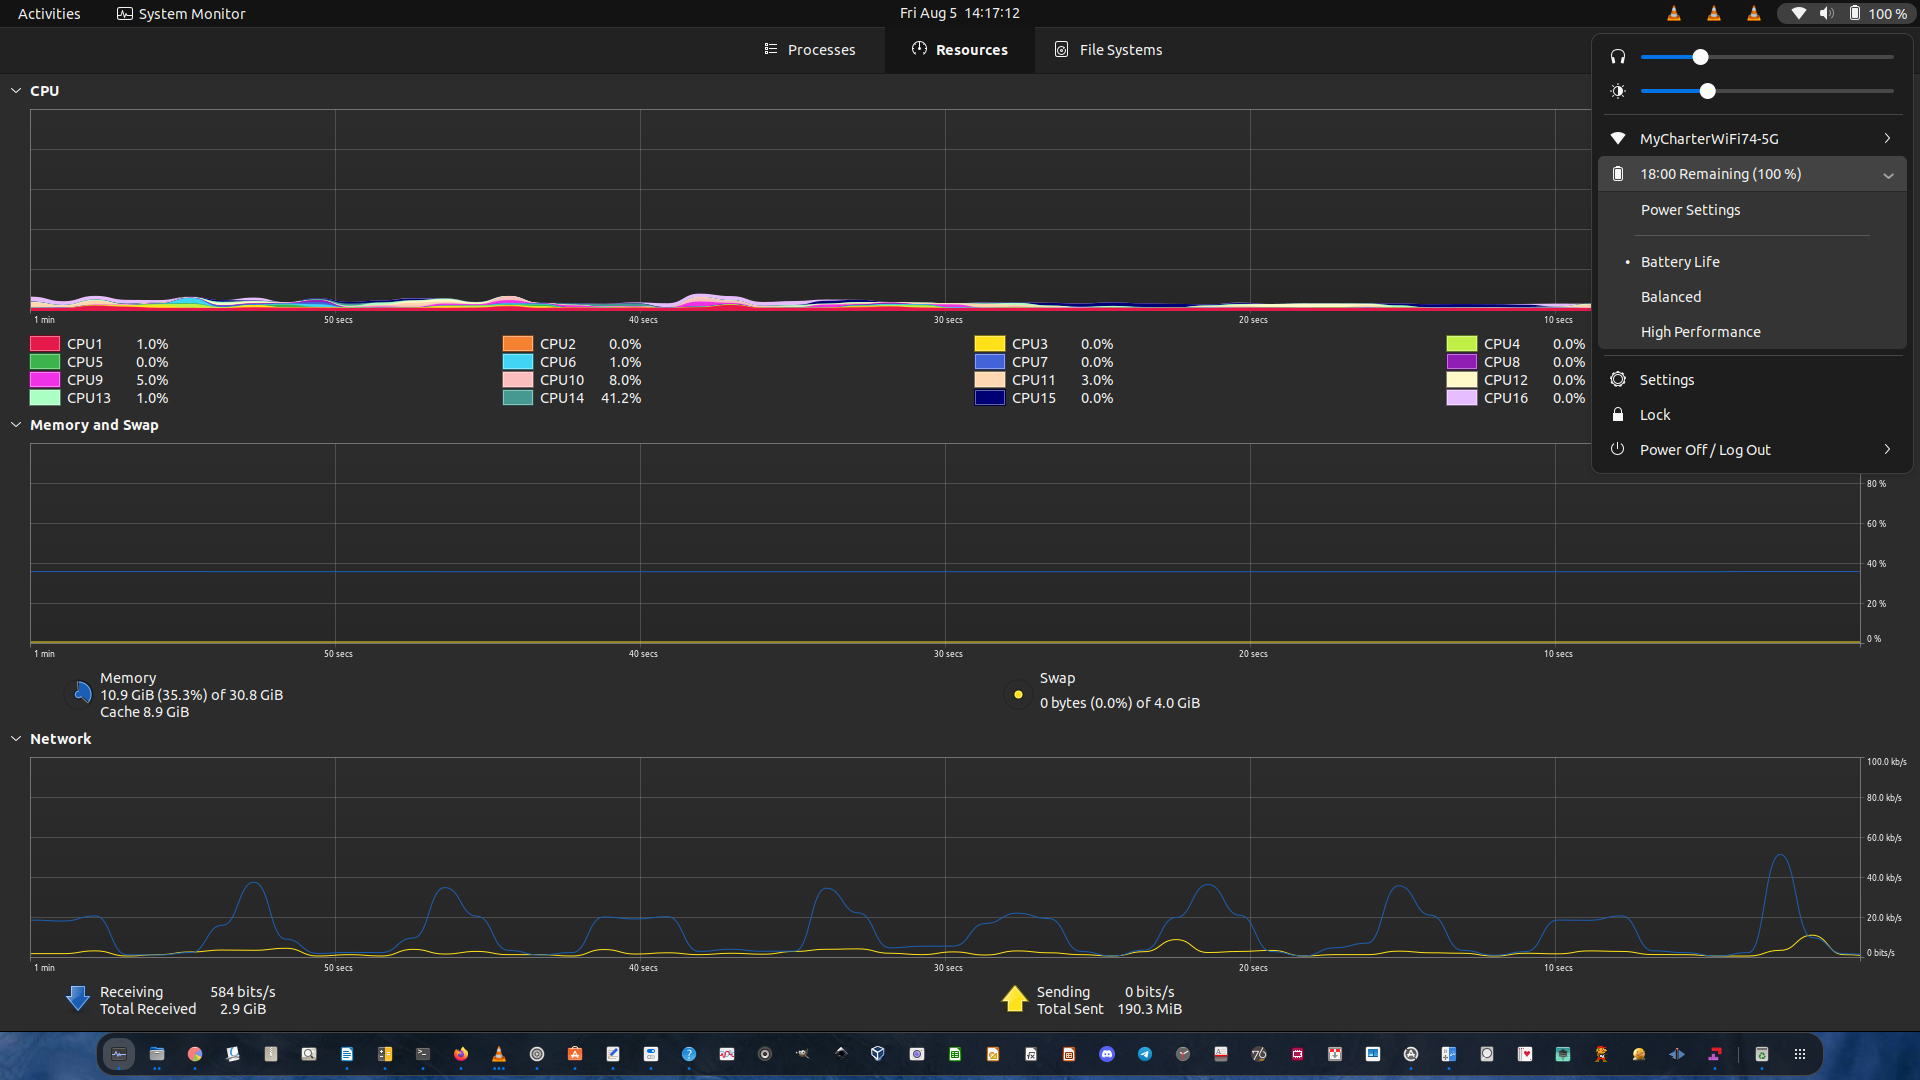 Activities System Monitor Fri Aug 5 14:17:12 100 %
Processes Resources File Systems
CPU
1 min 50 secs 40 secs 30 secs 20 secs 10 secs
CPU1 1.0% CPU2 0.0% CPU3 0.0% CPU4 0.0%
CPU5 0.0% CPU6 1.0% CPU7 0.0% CPU8 0.0%
CPU9 5.0% CPU10 8.0% CPU11 3.0% CPU12 0.0%
CPU13 1.0% CPU14 41.2% CPU15 0.0% CPU16 0.0%
MyCharterWiFi74-5G
18:00 Remaining (100 %)
Power Settings
Battery Life
Balanced
High Performance
Settings
Lock
Power Off / Log Out
Memory and Swap
80 %
60 %
40 %
20 %
0 %
1 min 50 secs 40 secs 30 secs 20 secs 10 secs
Memory
10.9 GiB (35.3%) of 30.8 GiB
Cache 8.9 GiB
Swap
0 bytes (0.0%) of 4.0 GiB
Network
100.0 kb/s
80.0 kb/s
60.0 kb/s
40.0 kb/s
20.0 kb/s
0 bits/s
1 min 50 secs 40 secs 30 secs 20 secs 10 secs
Receiving 584 bits/s
Total Received 2.9 GiB
Sending 0 bits/s
Total Sent 190.3 MiB
76